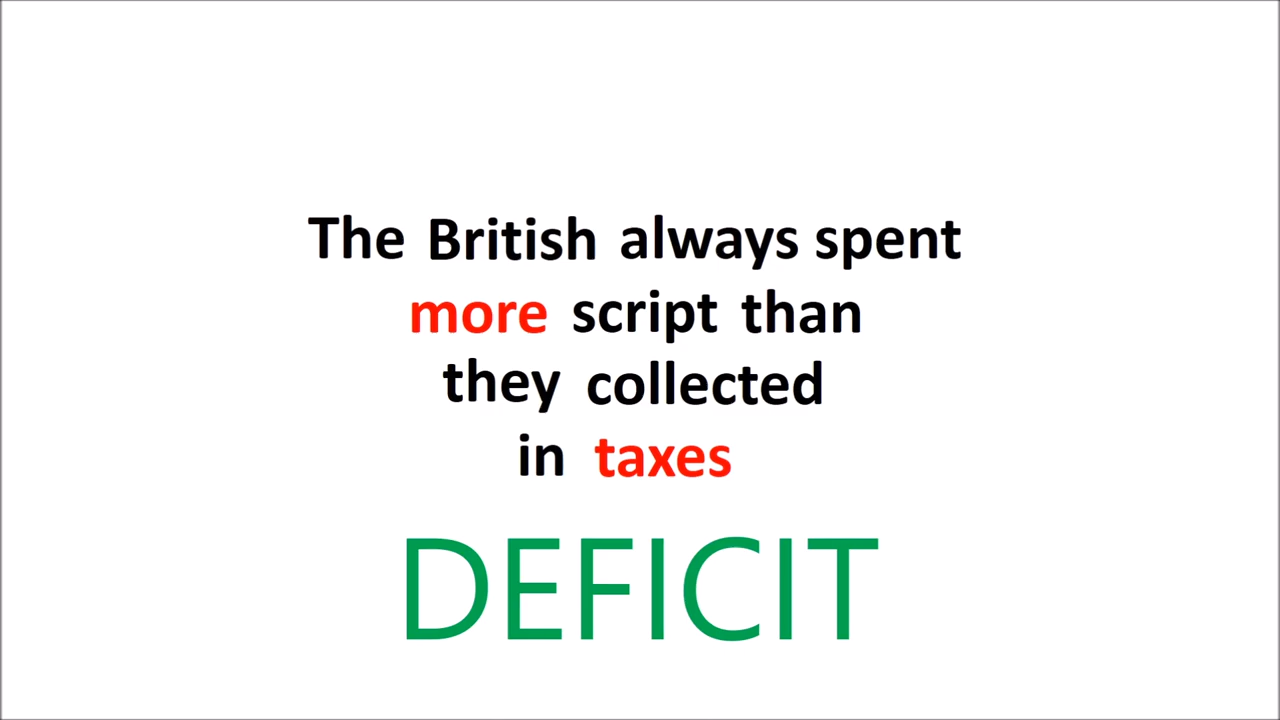 The British always spent
more script than
they collected
in taxes
DEFICIT